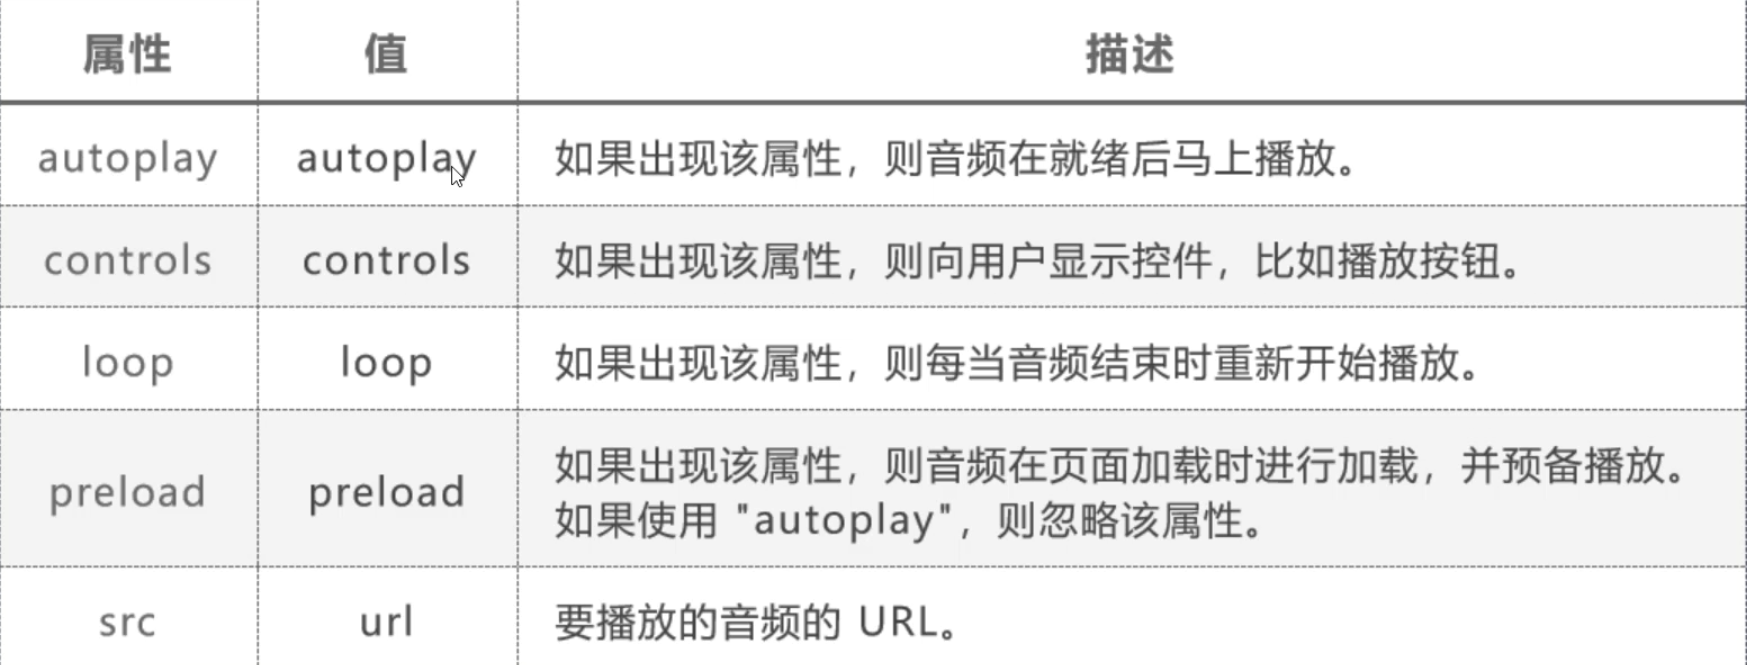 属性 值 描述
autoplay autoplay 如果出现该属性，则音频在就绪后马上播放。
controls controls 如果出现该属性，则向用户显示控件，比如播放按钮。
loop loop 如果出现该属性，则每当音频结束时重新开始播放。
preload preload 如果出现该属性，则音频在页面加载时进行加载，并预备播放。
如果使用 "autoplay"，则忽略该属性。
src url 要播放的音频的 URL。